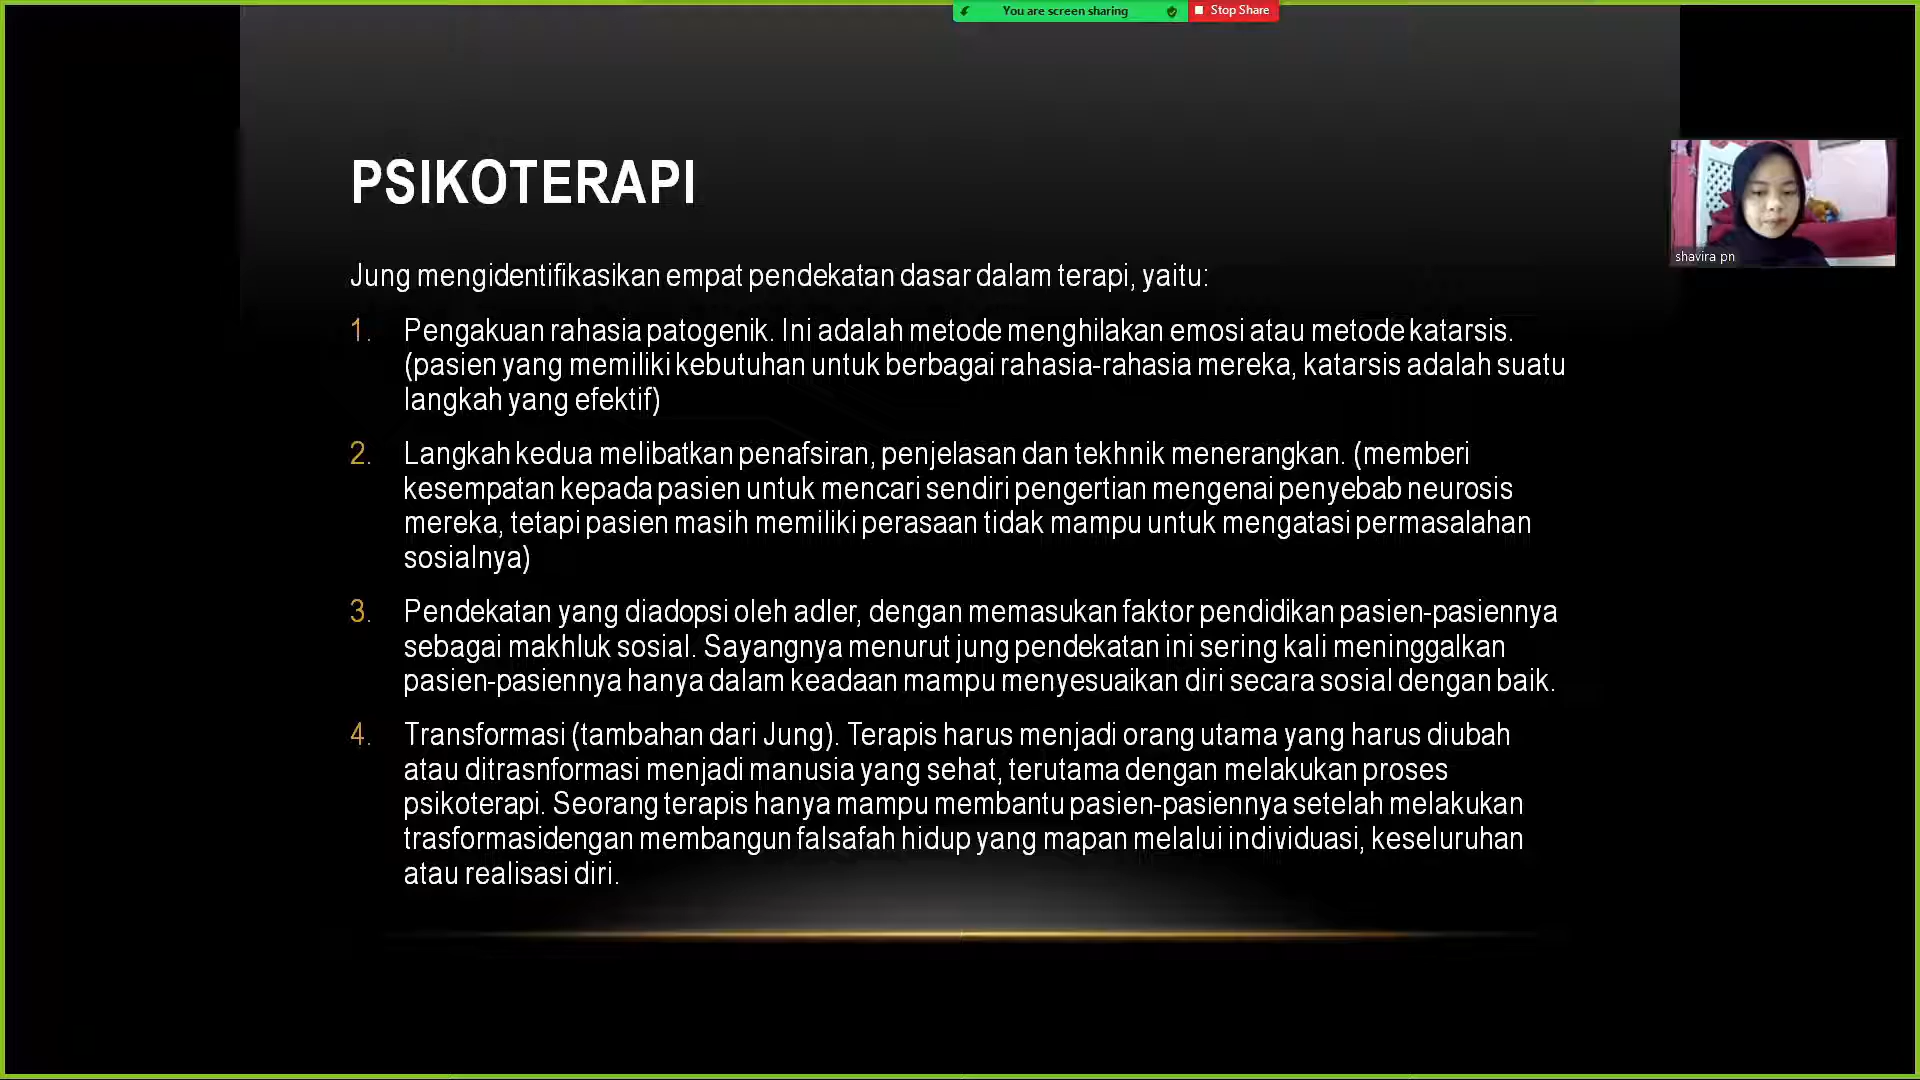 You are screen sharing
Stop Share
PSIKOTERAPI
shavira pn
Jung mengidentifikasikan empat pendekatan dasar dalam terapi, yaitu:
1. Pengakuan rahasia patogenik. Ini adalah metode menghilakan emosi atau metode katarsis.
(pasien yang memiliki kebutuhan untuk berbagai rahasia-rahasia mereka, katarsis adalah suatu
langkah yang efektif)
2. Langkah kedua melibatkan penafsiran, penjelasan dan tekhnik menerangkan. (memberi
kesempatan kepada pasien untuk mencari sendiri pengertian mengenai penyebab neurosis
mereka, tetapi pasien masih memiliki perasaan tidak mampu untuk mengatasi permasalahan
sosialnya)
3. Pendekatan yang diadopsi oleh adler, dengan memasukan faktor pendidikan pasien-pasiennya
sebagai makhluk sosial. Sayangnya menurut jung pendekatan ini sering kali meninggalkan
pasien-pasiennya hanya dalam keadaan mampu menyesuaikan diri secara sosial dengan baik.
4. Transformasi (tambahan dari Jung). Terapis harus menjadi orang utama yang harus diubah
atau ditrasnformasi menjadi manusia yang sehat, terutama dengan melakukan proses
psikoterapi. Seorang terapis hanya mampu membantu pasien-pasiennya setelah melakukan
trasformasidengan membangun falsafah hidup yang mapan melalui individuasi, keseluruhan
atau realisasi diri.